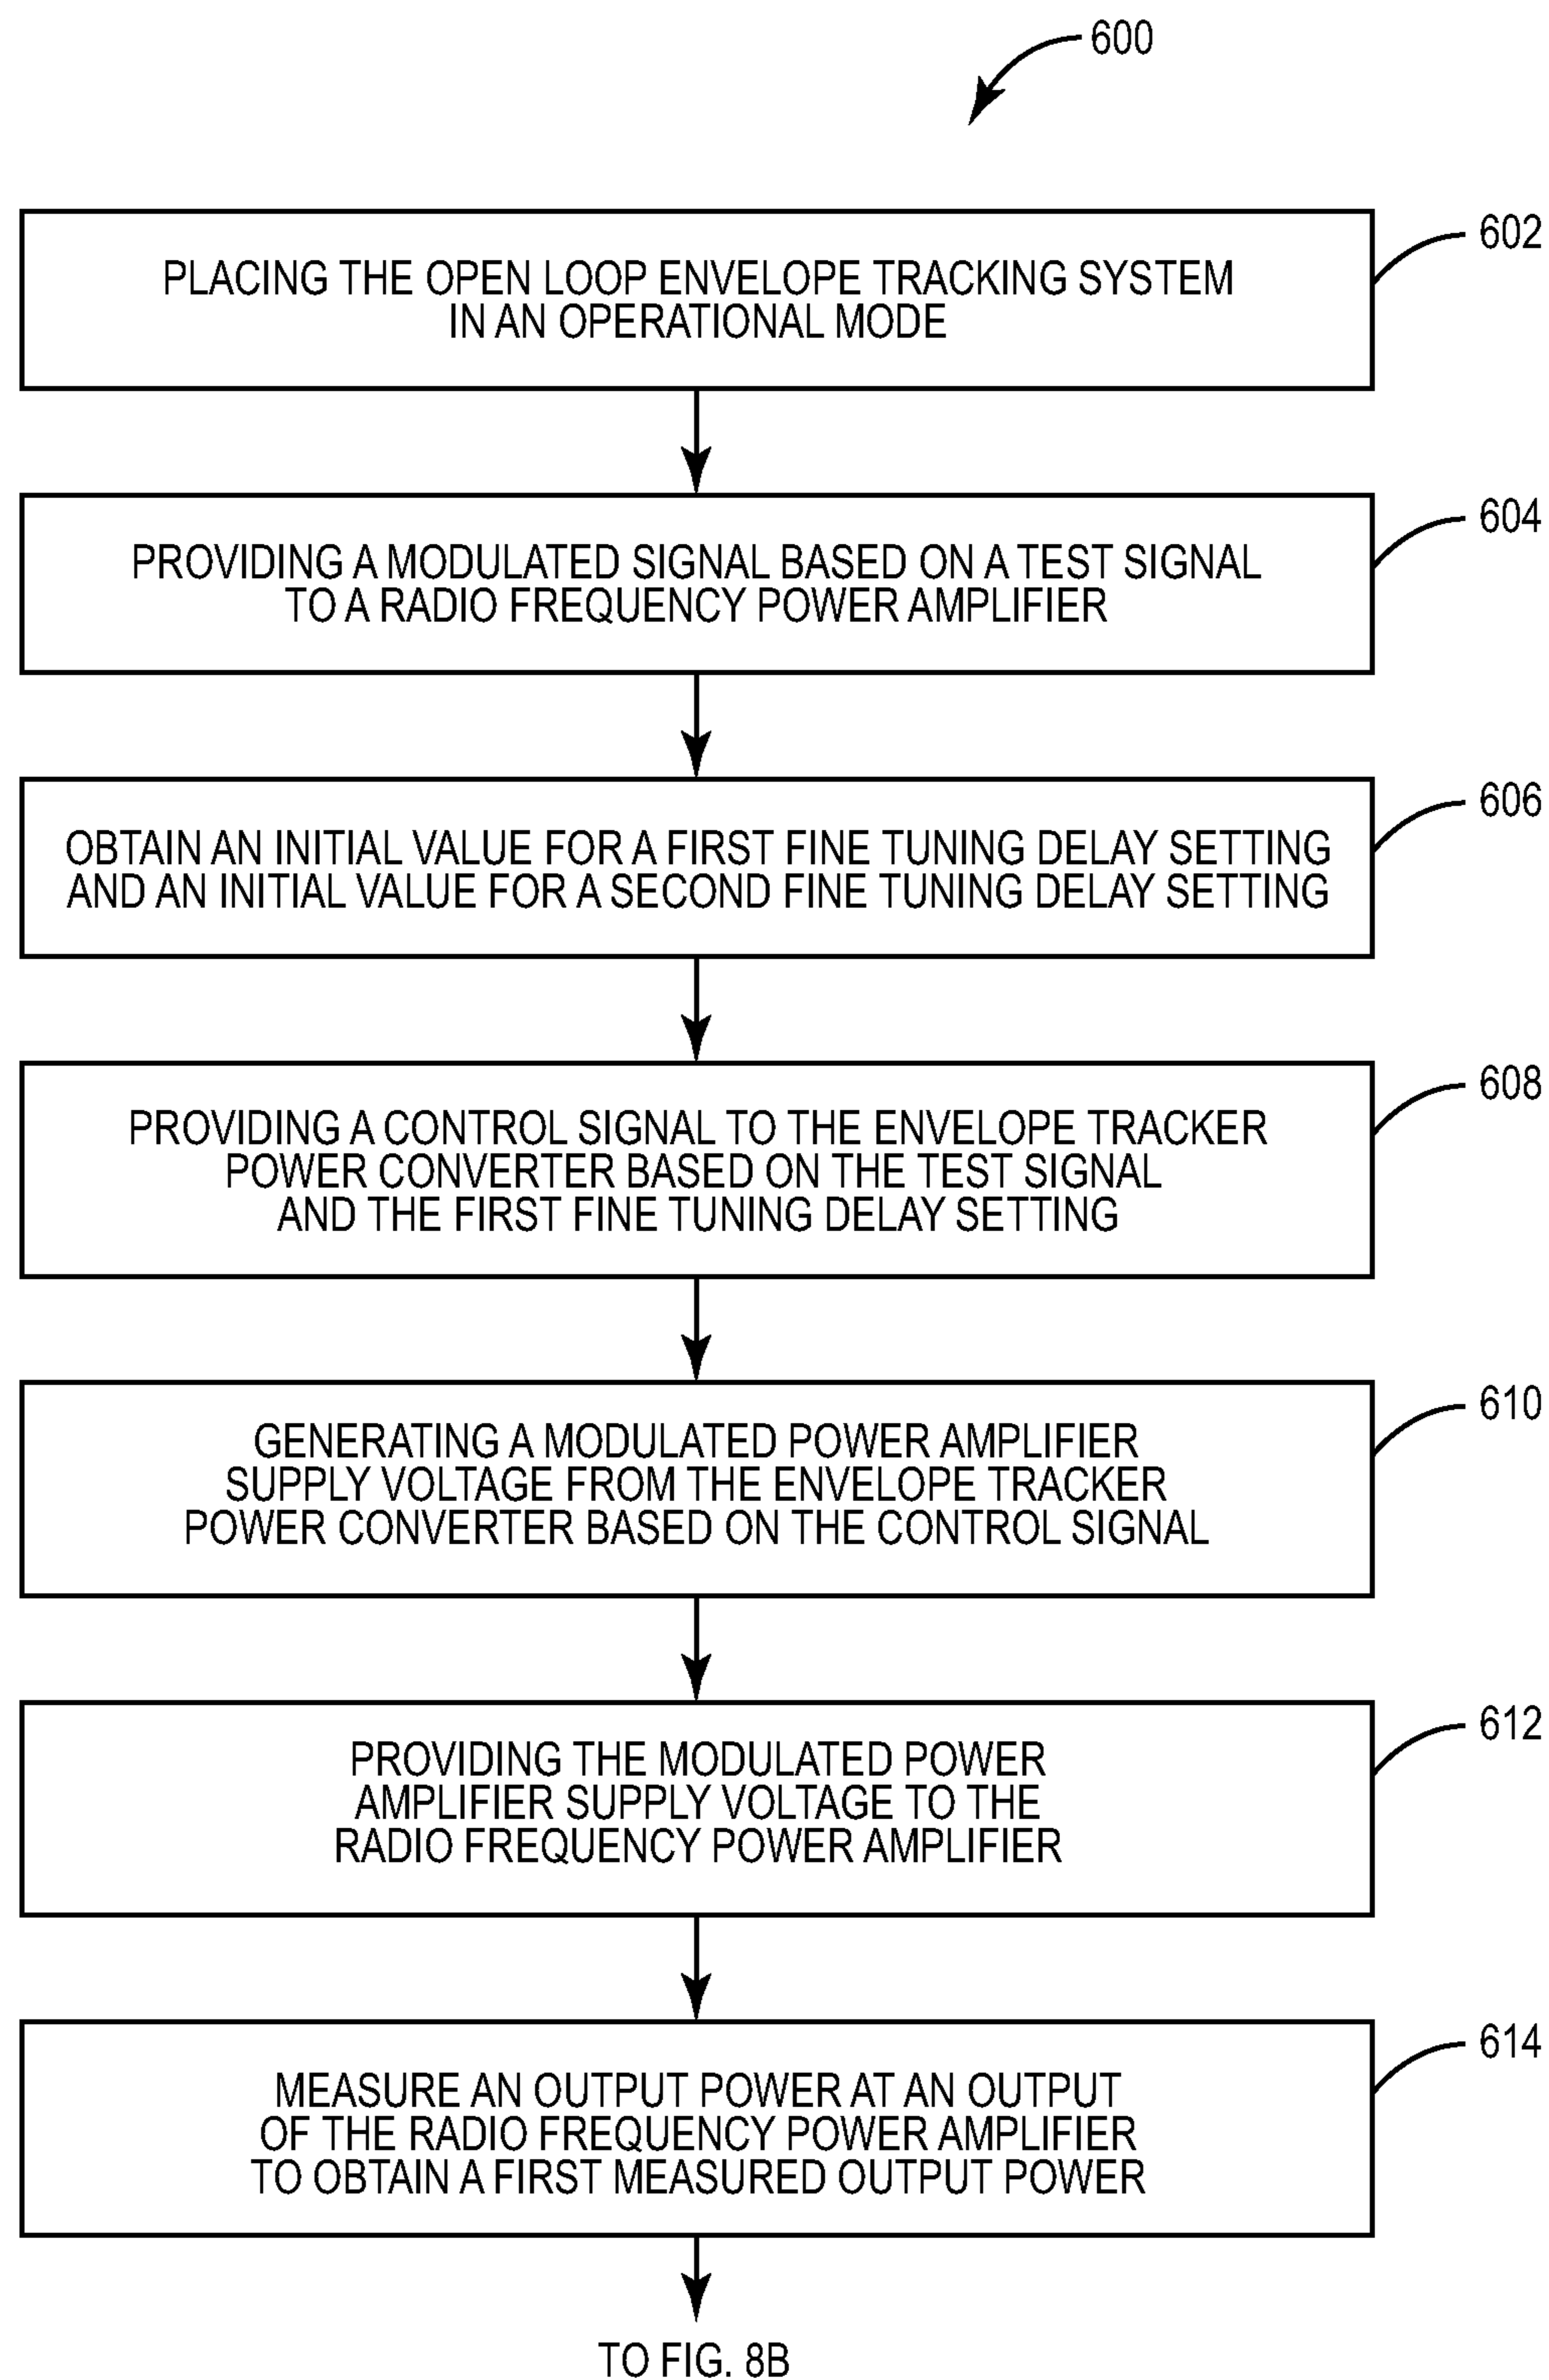 600
602
PLACING THE OPEN LOOP ENVELOPE TRACKING SYSTEM
IN AN OPERATIONAL MODE
604
PROVIDING A MODULATED SIGNAL BASED ON A TEST SIGNAL
TO A RADIO FREQUENCY POWER AMPLIFIER
606
OBTAIN AN INITIAL VALUE FOR A FIRST FINE TUNING DELAY SETTING
AND AN INITIAL VALUE FOR A SECOND FINE TUNING DELAY SETTING
608
PROVIDING A CONTROL SIGNAL TO THE ENVELOPE TRACKER
POWER CONVERTER BASED ON THE TEST SIGNAL
AND THE FIRST FINE TUNING DELAY SETTING
610
GENERATING A MODULATED POWER AMPLIFIER
SUPPLY VOLTAGE FROM THE ENVELOPE TRACKER
POWER CONVERTER BASED ON THE CONTROL SIGNAL
612
PROVIDING THE MODULATED POWER
AMPLIFIER SUPPLY VOLTAGE TO THE
RADIO FREQUENCY POWER AMPLIFIER
614
MEASURE AN OUTPUT POWER AT AN OUTPUT
OF THE RADIO FREQUENCY POWER AMPLIFIER
TO OBTAIN A FIRST MEASURED OUTPUT POWER
TO FIG. 8B